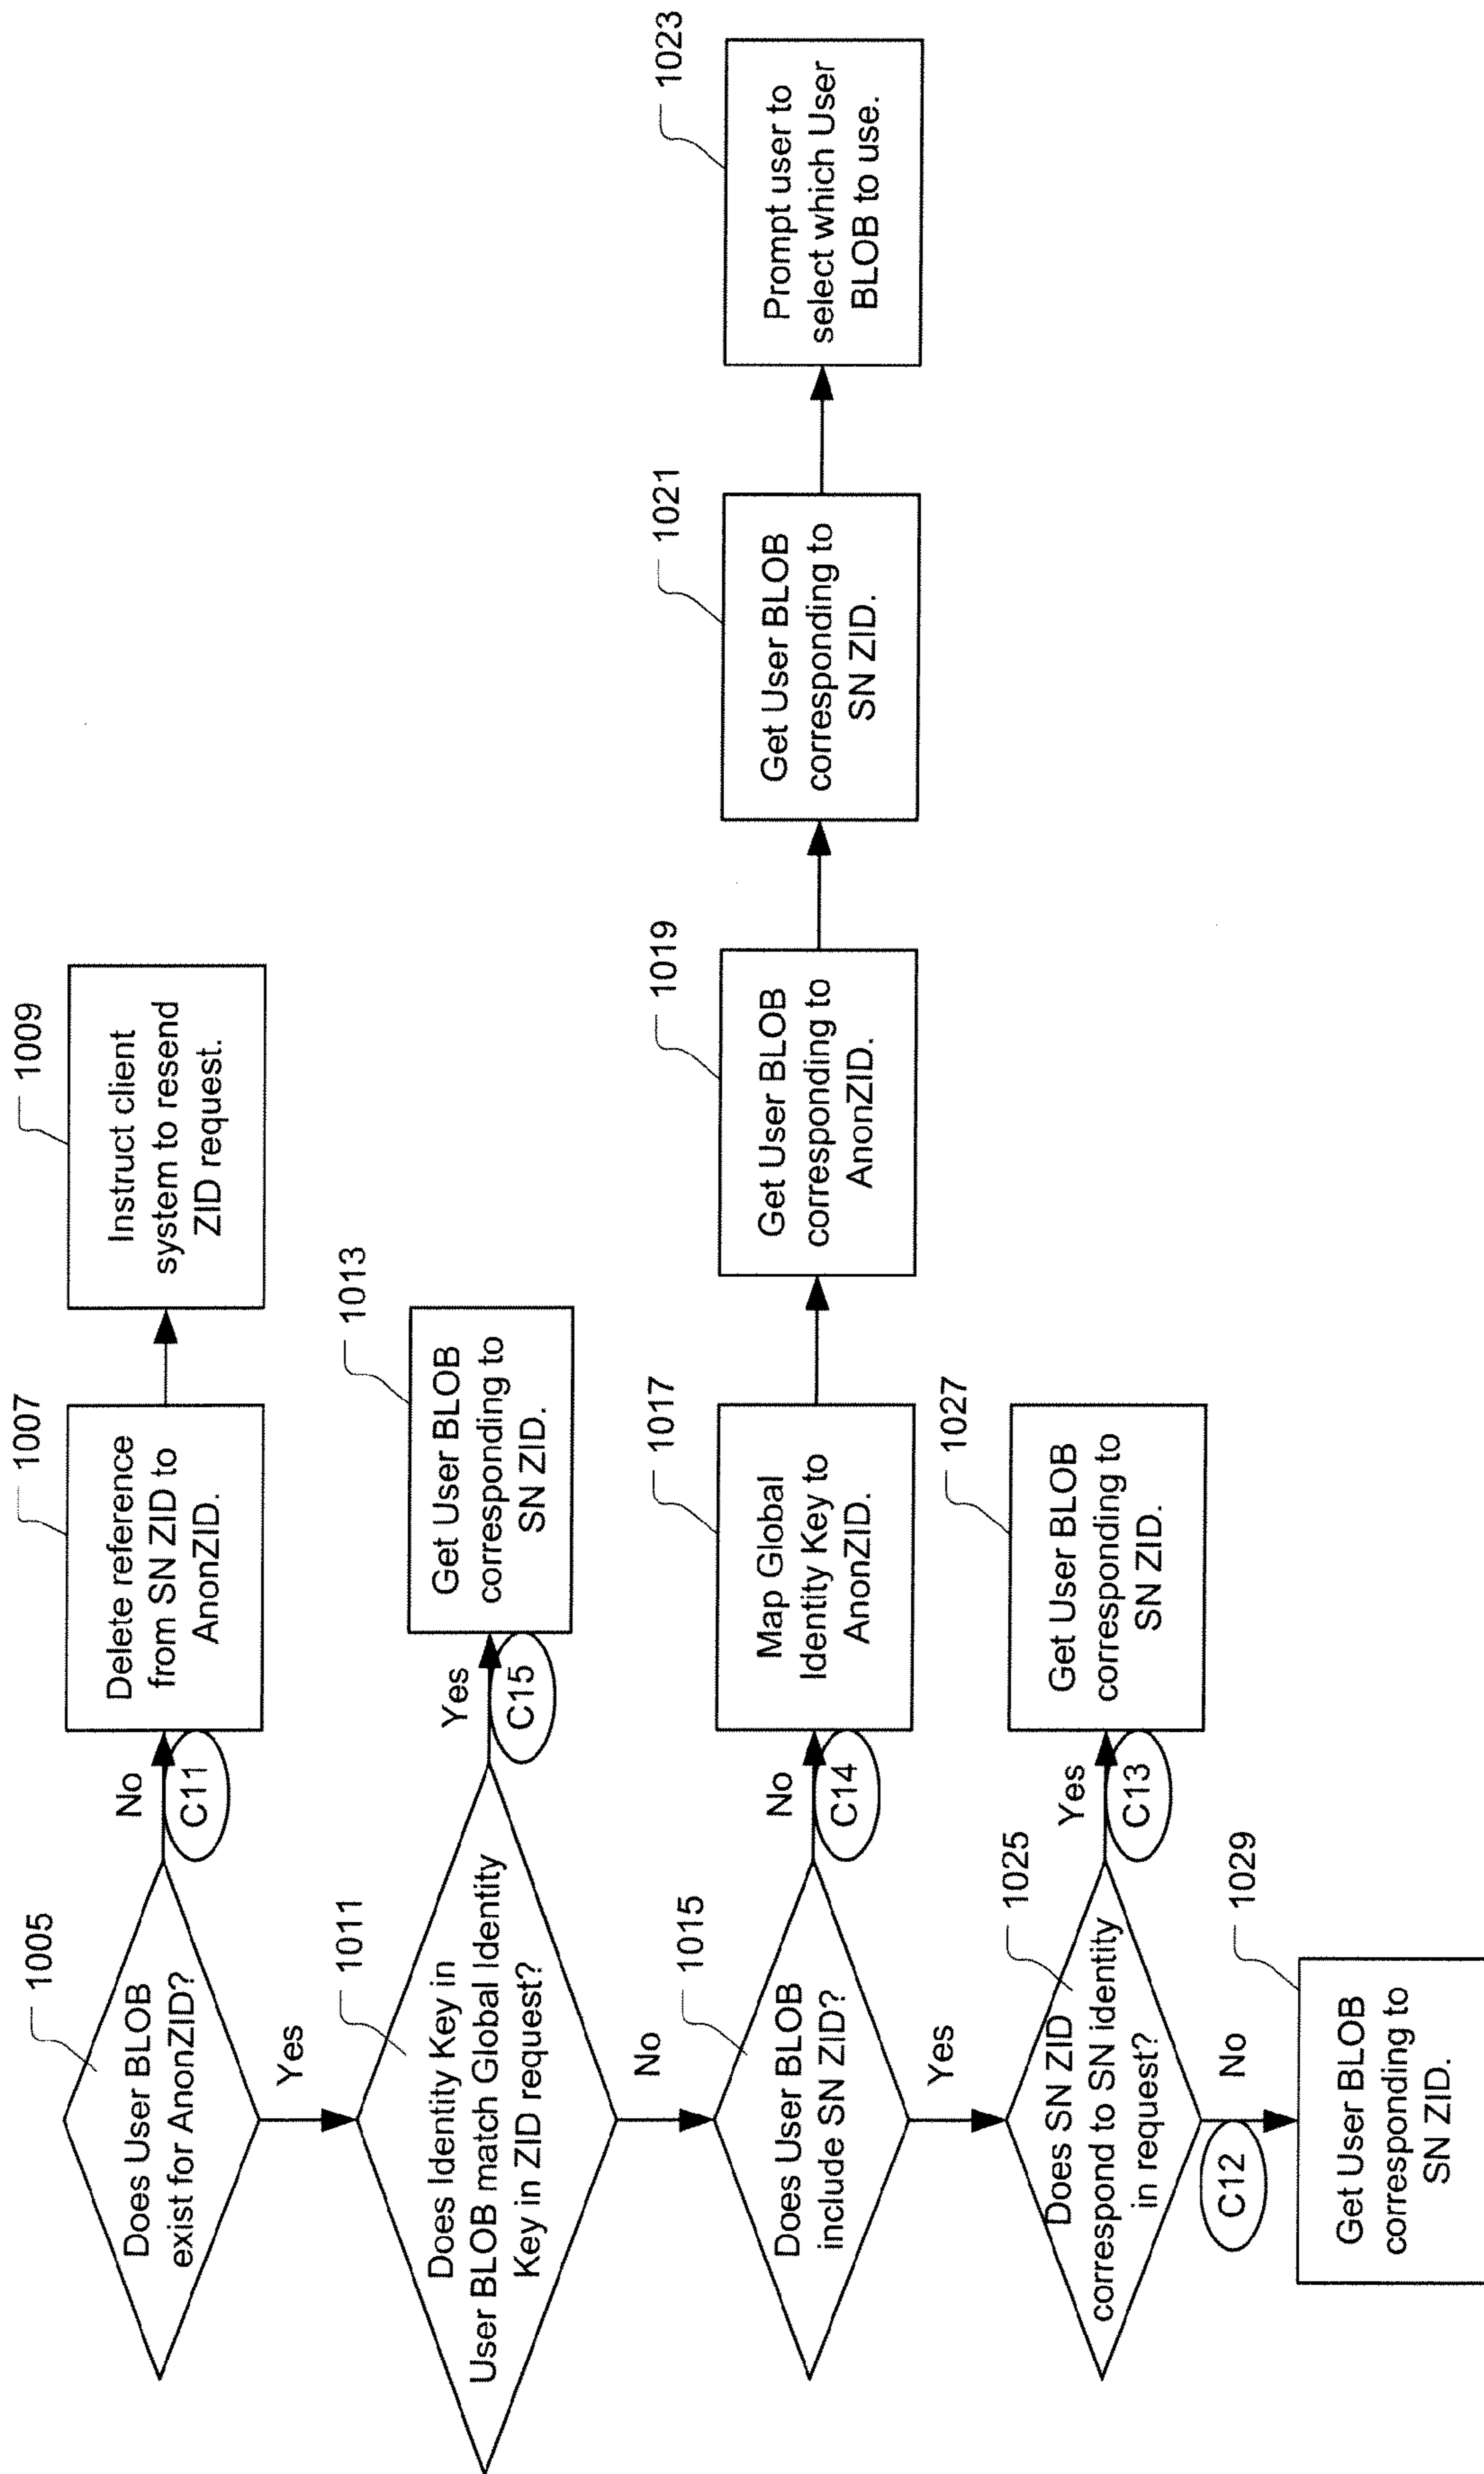 1005
Does User BLOB
exist for AnonZID?
No
C11
1007
Delete reference
from SN ZID to
AnonZID.
1009
Instruct client
system to resend
ZID request.
Yes
1011
Does Identity Key in
User BLOB match Global Identity
Key in ZID request?
Yes
C15
1013
Get User BLOB
corresponding to
SN ZID.
No
1015
Does User BLOB
include SN ZID?
No
C14
1017
Map Global
Identity Key to
AnonZID.
1019
Get User BLOB
corresponding to
AnonZID.
1021
Get User BLOB
corresponding to
SN ZID.
1023
Prompt user to
select which User
BLOB to use.
Yes
1025
Does SN ZID
correspond to SN identity
in request?
Yes
C13
1027
Get User BLOB
corresponding to
SN ZID.
No
C12
1029
Get User BLOB
corresponding to
SN ZID.